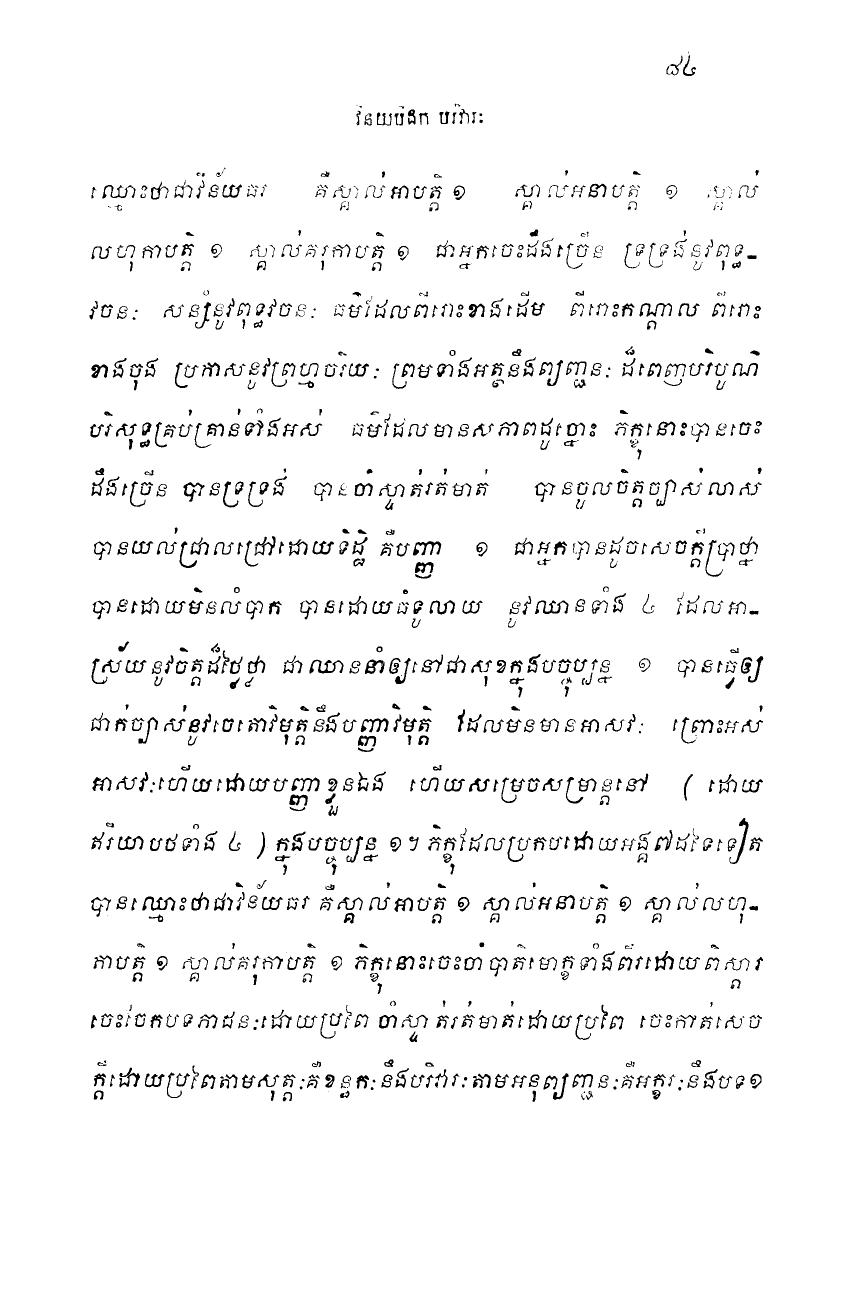 ៨៤
វិនយបិដក បរិវារៈ
ឈ្មោះថាជាវិន័យធរ គឺស្គាល់អាបត្តិ ១ ស្គាល់អនាបត្តិ ១ ស្គាល់
លហុកាបត្តិ ១ ស្គាល់គរុកាបត្តិ ១ ជាអ្នកចេះដឹងច្រើន ទ្រទ្រង់នូវពុទ្ធ-
វចនៈ សន្សំនូវពុទ្ធវចនៈ ធម៌ដែលពីរោះខាងដើម ពីរោះកណ្តាល ពីរោះ
ខាងចុង ប្រកាសនូវព្រហ្មចរិយៈ ព្រមទាំងអត្ថនឹងព្យញ្ជនៈ ដ៏ពេញបរិបូណ៌
បរិសុទ្ធគ្រប់គ្រាន់ទាំងអស់ ធម៌ដែលមានសភាពដូច្នោះ ភិក្ខុនោះបានចេះ
ដឹងច្រើន បានទ្រទ្រង់ បានចាំស្ទាត់រត់មាត់ បានចូលចិត្តច្បាស់លាស់
បានយល់ជ្រាលជ្រៅដោយទិដ្ឋិ គឺបញ្ញា ១ ជាអ្នកបានដូចសេចក្តីប្រាថ្នា
បានដោយមិនលំបាក បានដោយធំទូលាយ នូវឈានទាំង ៤ ដែលអា-
ស្រ័យនូវចិត្តដ៏ថ្លៃថ្លា ជាឈាននាំឲ្យនៅជាសុខក្នុងបច្ចុប្បន្ន ១ បានធ្វើឲ្យ
ជាក់ច្បាស់នូវចេតោវិមុត្តិនឹងបញ្ញាវិមុត្តិ ដែលមិនមានអាសវៈ ព្រោះអស់
អាសវៈហើយដោយបញ្ញាខ្លួនឯង ហើយសម្រេចសម្រាន្តនៅ ( ដោយ
ឥរិយាបថទាំង ៤ ) ក្នុងបច្ចុប្បន្ន ១។ ភិក្ខុដែលប្រកបដោយអង្គ៧ដទៃទៀត
បានឈ្មោះថាជាវិន័យធរ គឺស្គាល់អាបត្តិ ១ ស្គាល់អនាបត្តិ ១ ស្គាល់លហុ-
កាបត្តិ ១ ស្គាល់គរុកាបត្តិ ១ ភិក្ខុនោះចេះចាំបាតិមោក្ខទាំងពីរដោយពិស្តារ
ចេះចែកបទភាជនៈដោយប្រពៃ ចាំស្ទាត់រត់មាត់ដោយប្រពៃ ចេះកាត់សេច
ក្តីដោយប្រពៃតាមសុត្តៈគឺខន្ធកៈនឹងបរិវារៈតាមអនុព្យញ្ជនៈគឺអក្ខរៈនឹងបទ១